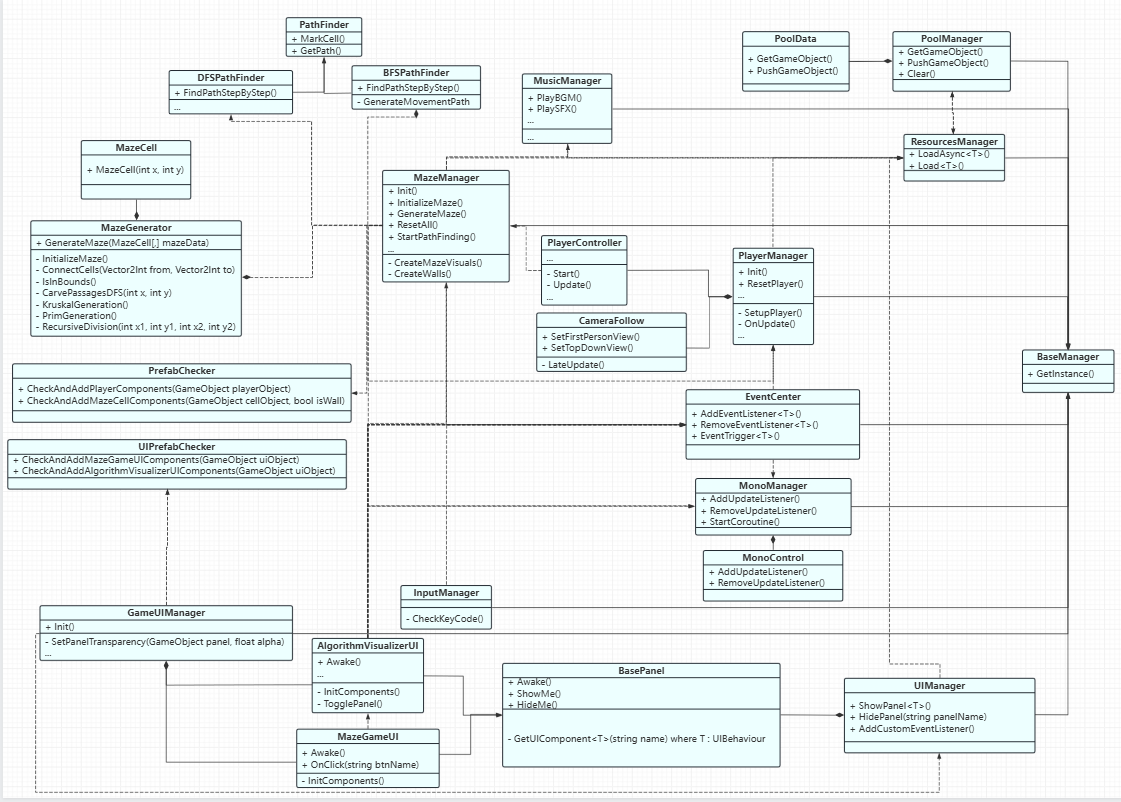 PathFinder
+ MarkCell()
+ GetPath()
DFSPathFinder
+ FindPathStepByStep()
...
BFSPathFinder
+ FindPathStepByStep()
- GenerateMovementPath
MusicManager
+ PlayBGM()
+ PlaySFX()
...
...
PoolData
+ GetGameObject()
+ PushGameObject()
PoolManager
+ GetGameObject()
+ PushGameObject()
+ Clear()
ResourcesManager
+ LoadAsync<T>()
+ Load<T>()
MazeCell
+ MazeCell(int x, int y)
MazeGenerator
+ GenerateMaze(MazeCell[,] mazeData)
- InitializeMaze()
- ConnectCells(Vector2Int from, Vector2Int to)
- IsInBounds()
- CarvePassagesDFS(int x, int y)
- KruskalGeneration()
- PrimGeneration()
- RecursiveDivision(int x1, int y1, int x2, int y2)
MazeManager
+ Init()
+ InitializeMaze()
+ GenerateMaze()
+ ResetAll()
+ StartPathFinding()
...
- CreateMazeVisuals()
- CreateWalls()
PlayerController
...
- Start()
- Update()
...
PlayerManager
+ Init()
+ ResetPlayer()
...
- SetupPlayer()
- OnUpdate()
...
CameraFollow
+ SetFirstPersonView()
+ SetTopDownView()
- LateUpdate()
BaseManager
+ GetInstance()
PrefabChecker
+ CheckAndAddPlayerComponents(GameObject playerObject)
+ CheckAndAddMazeCellComponents(GameObject cellObject, bool isWall)
EventCenter
+ AddEventListener<T>()
+ RemoveEventListener<T>()
+ EventTrigger<T>()
UIPrefabChecker
+ CheckAndAddMazeGameUIComponents(GameObject uiObject)
+ CheckAndAddAlgorithmVisualizerUIComponents(GameObject uiObject)
MonoManager
+ AddUpdateListener()
+ RemoveUpdateListener()
+ StartCoroutine()
MonoControl
+ AddUpdateListener()
+ RemoveUpdateListener()
InputManager
- CheckKeyCode()
GameUIManager
+ Init()
- SetPanelTransparency(GameObject panel, float alpha)
...
AlgorithmVisualizerUI
+ Awake()
...
- InitComponents()
- TogglePanel()
BasePanel
+ Awake()
+ ShowMe()
+ HideMe()
- GetUIComponent<T>(string name) where T : UIBehaviour
UIManager
+ ShowPanel<T>()
+ HidePanel(string panelName)
+ AddCustomEventListener()
MazeGameUI
+ Awake()
+ OnClick(string btnName)
- InitComponents()